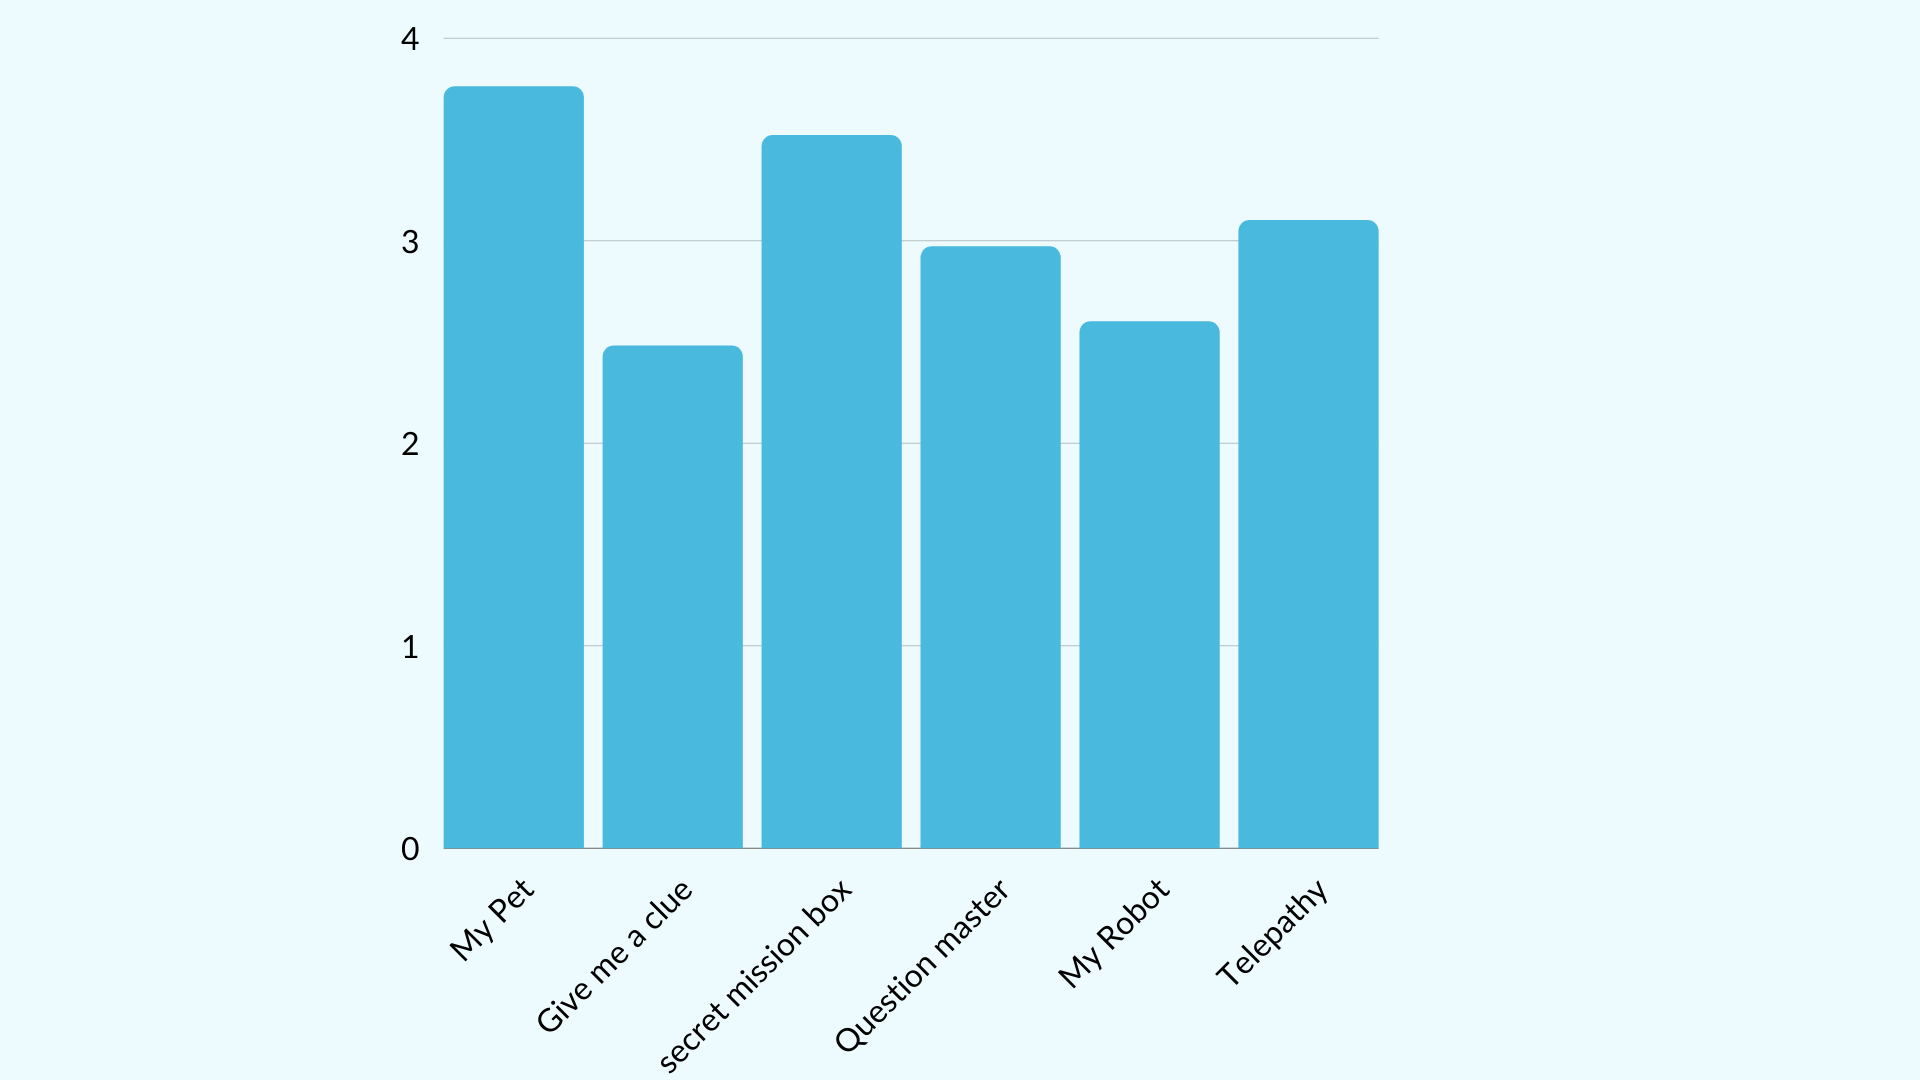 4
3
2
1
0
My Pet
Give me a clue
secret mission box
Question master
My Robot
Telepathy